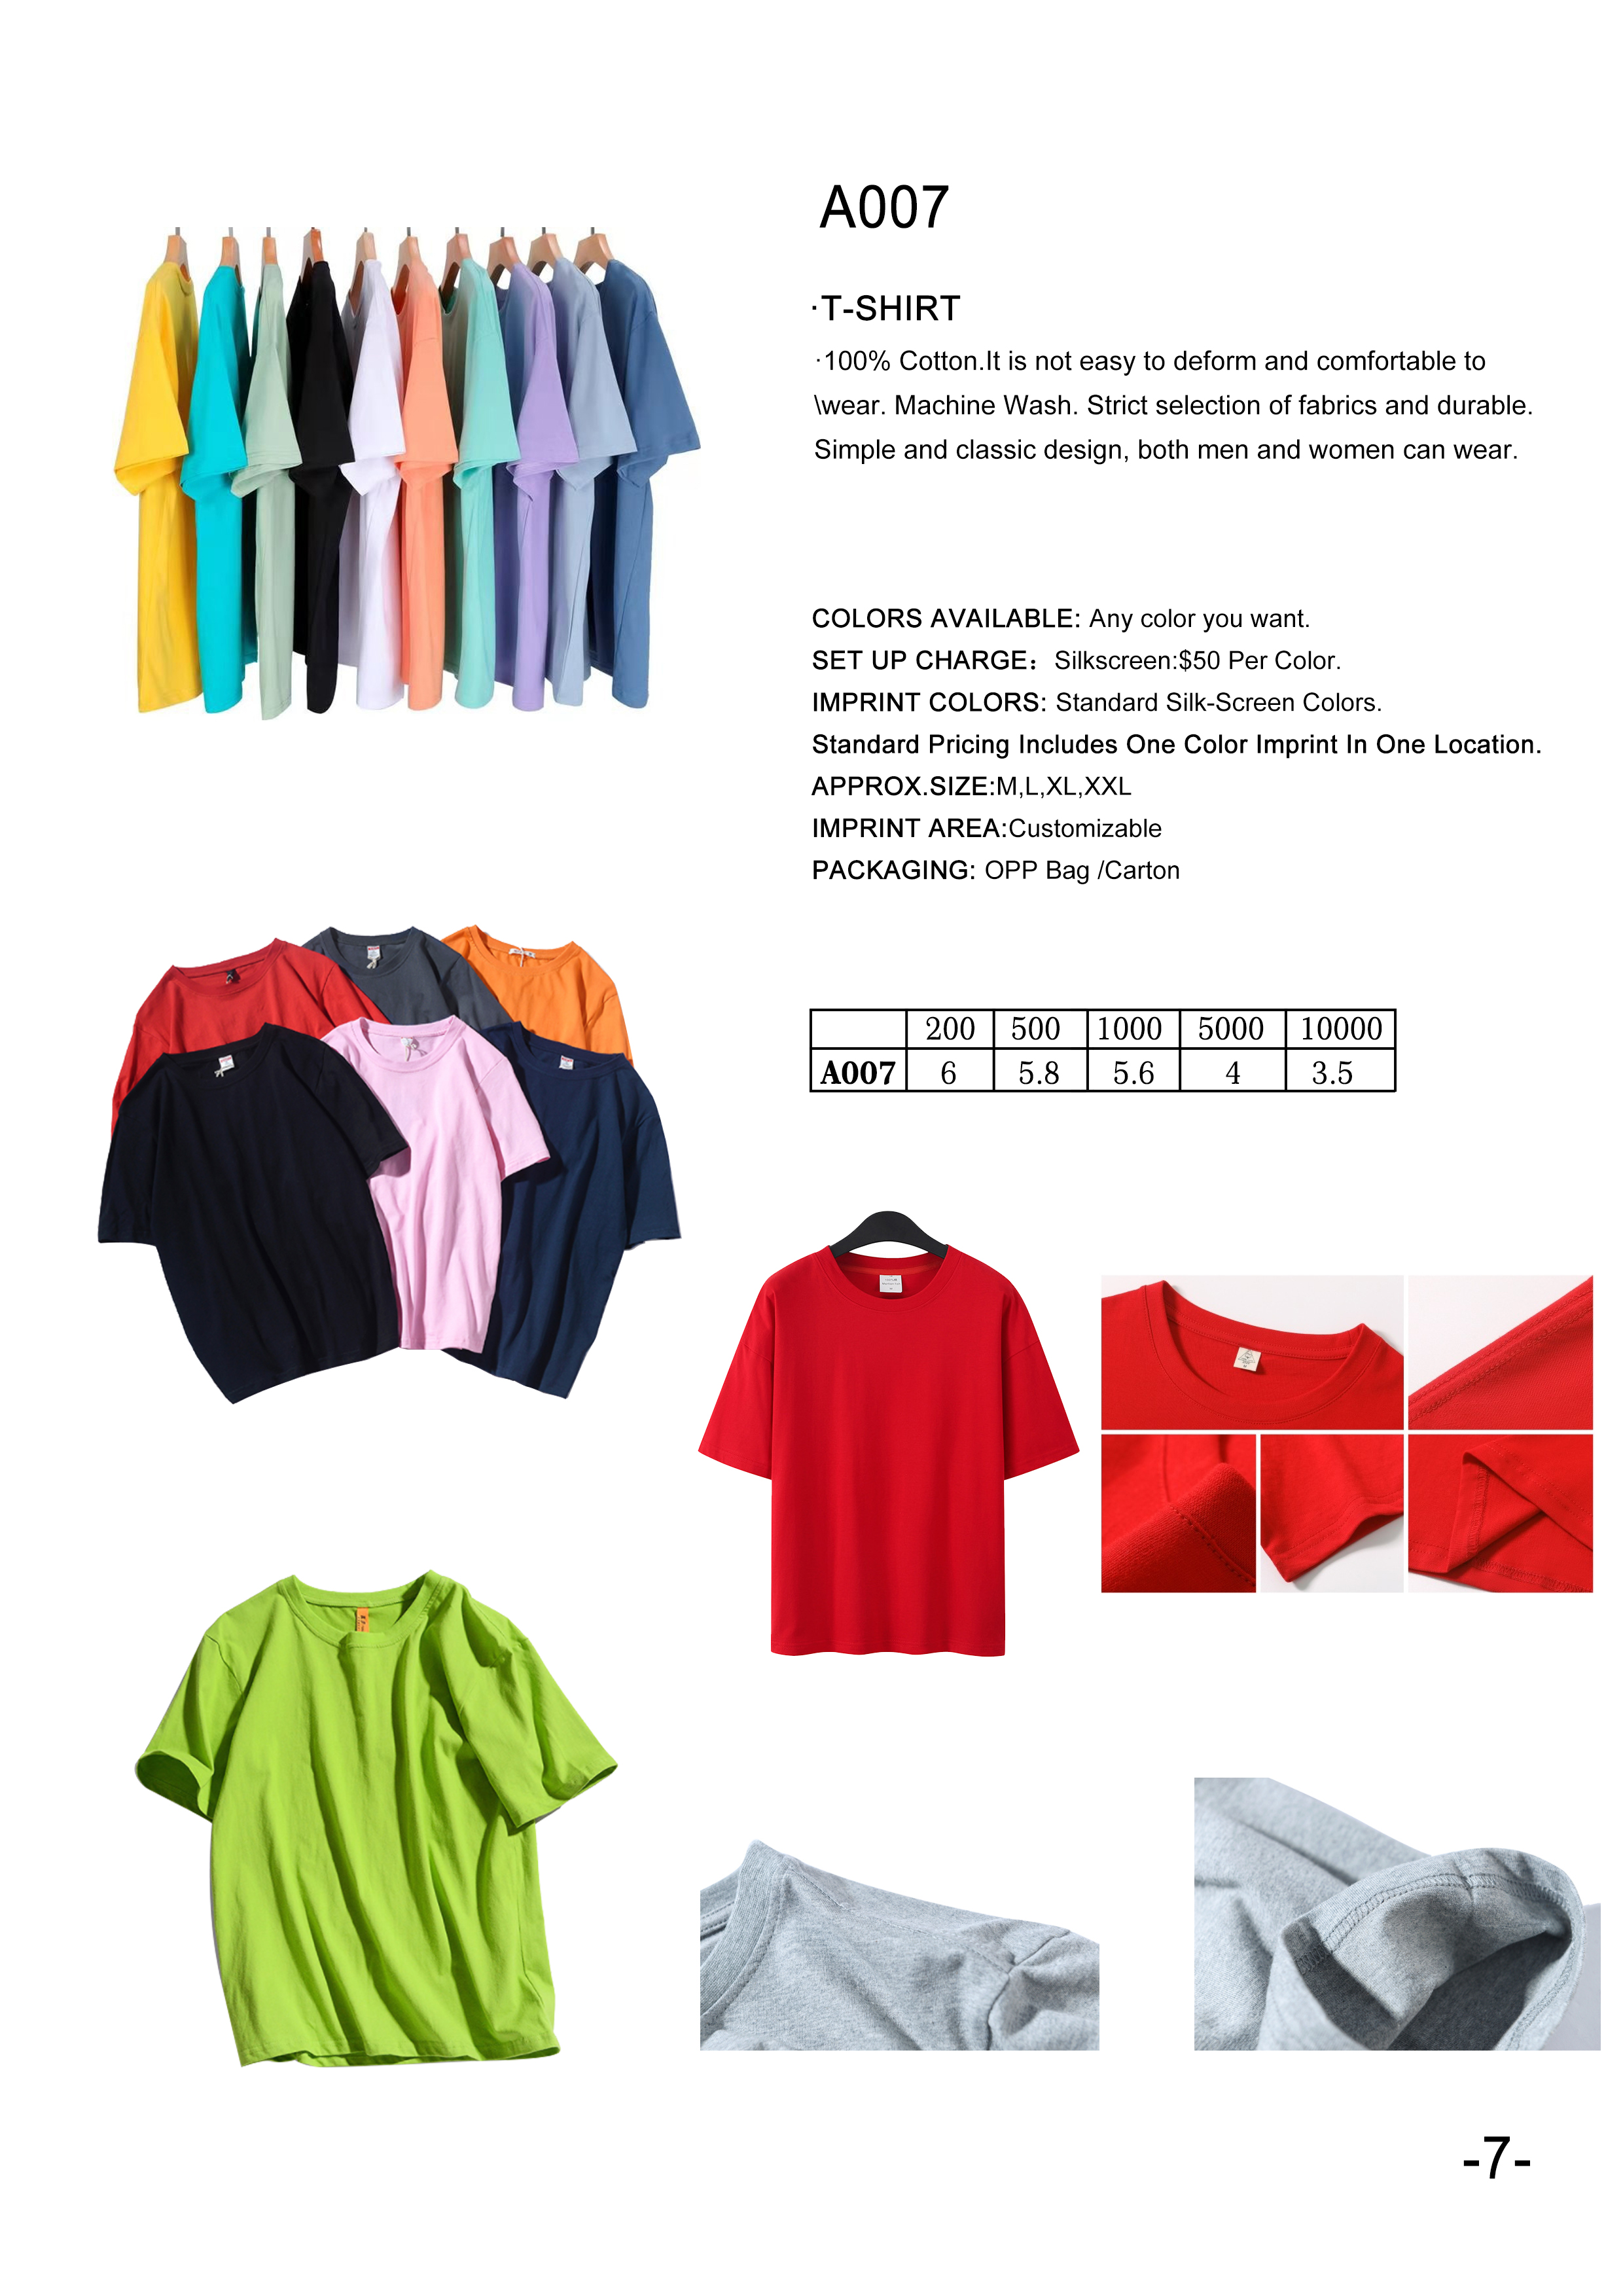 A007
·T-SHIRT
·100% Cotton.It is not easy to deform and comfortable to
\wear. Machine Wash. Strict selection of fabrics and durable.
Simple and classic design, both men and women can wear.
COLORS AVAILABLE: Any color you want.
SET UP CHARGE：Silkscreen:$50 Per Color.
IMPRINT COLORS: Standard Silk-Screen Colors.
Standard Pricing Includes One Color Imprint In One Location.
APPROX.SIZE:M,L,XL,XXL
IMPRINT AREA:Customizable
PACKAGING: OPP Bag /Carton
200 500 1000 5000 10000
A007 6 5.8 5.6 4 3.5
-7-